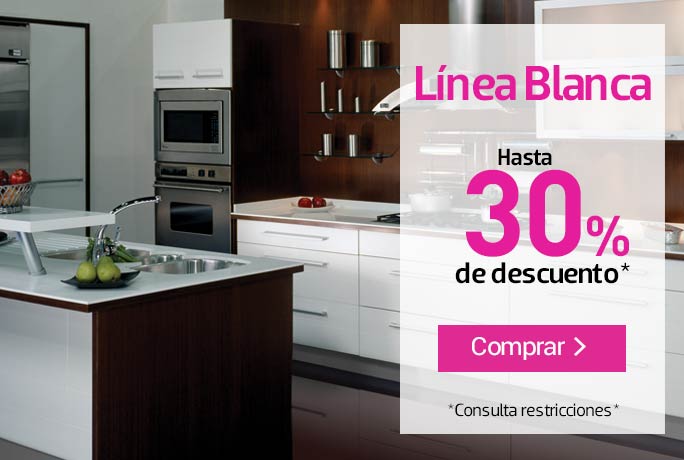 Línea Blanca
Hasta
30%
de descuento*
Comprar >
*Consulta restricciones*